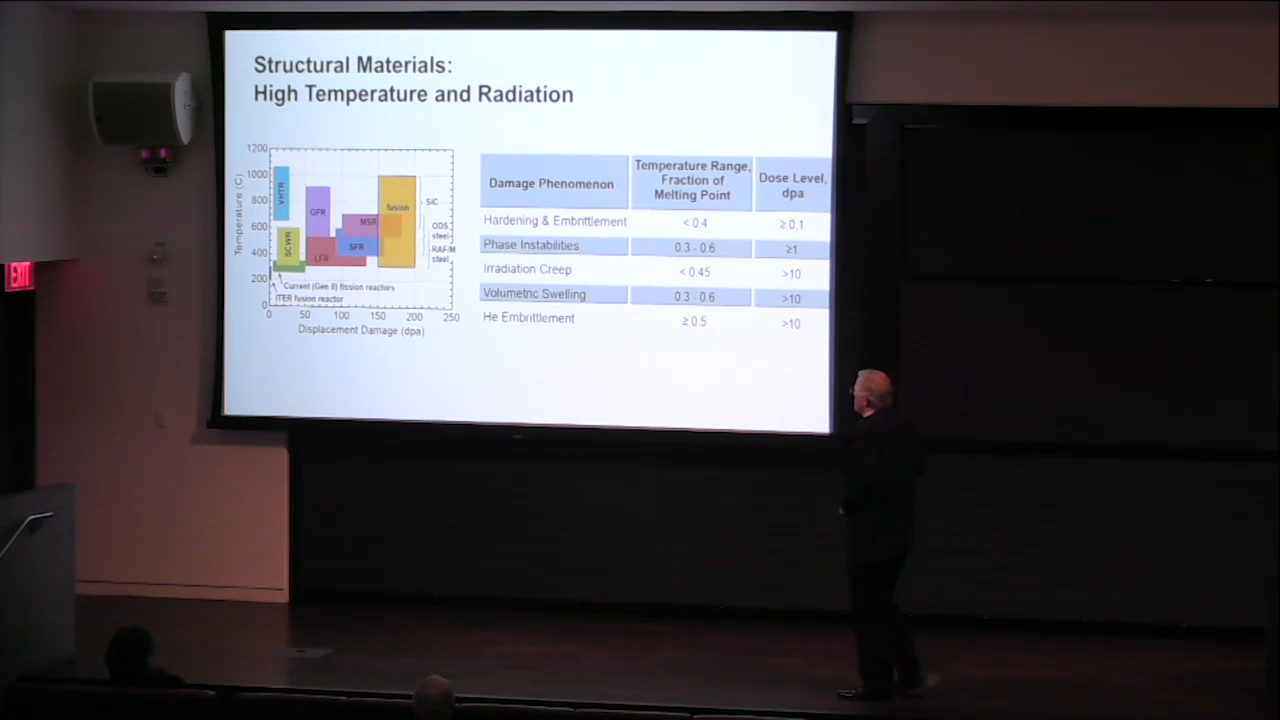 Structural Materials:
High Temperature and Radiation
1200
1000
800
600
400
200
0
Temperature (C)
VHTR
SCWR
GFR
LFR
MSR
SFR
fusion
SiC
ODS
steel
RAF/M
steel
Current (Gen II) fission reactors
ITER fusion reactor
0 50 100 150 200 250
Displacement Damage (dpa)
Damage Phenomenon
Temperature Range,
Fraction of
Melting Point
Dose Level,
dpa
Hardening & Embrittlement < 0.4 ≥ 0.1
Phase Instabilities 0.3 - 0.6 ≥1
Irradiation Creep < 0.45 >10
Volumetric Swelling 0.3 - 0.6 >10
He Embrittlement ≥ 0.5 >10
EXIT